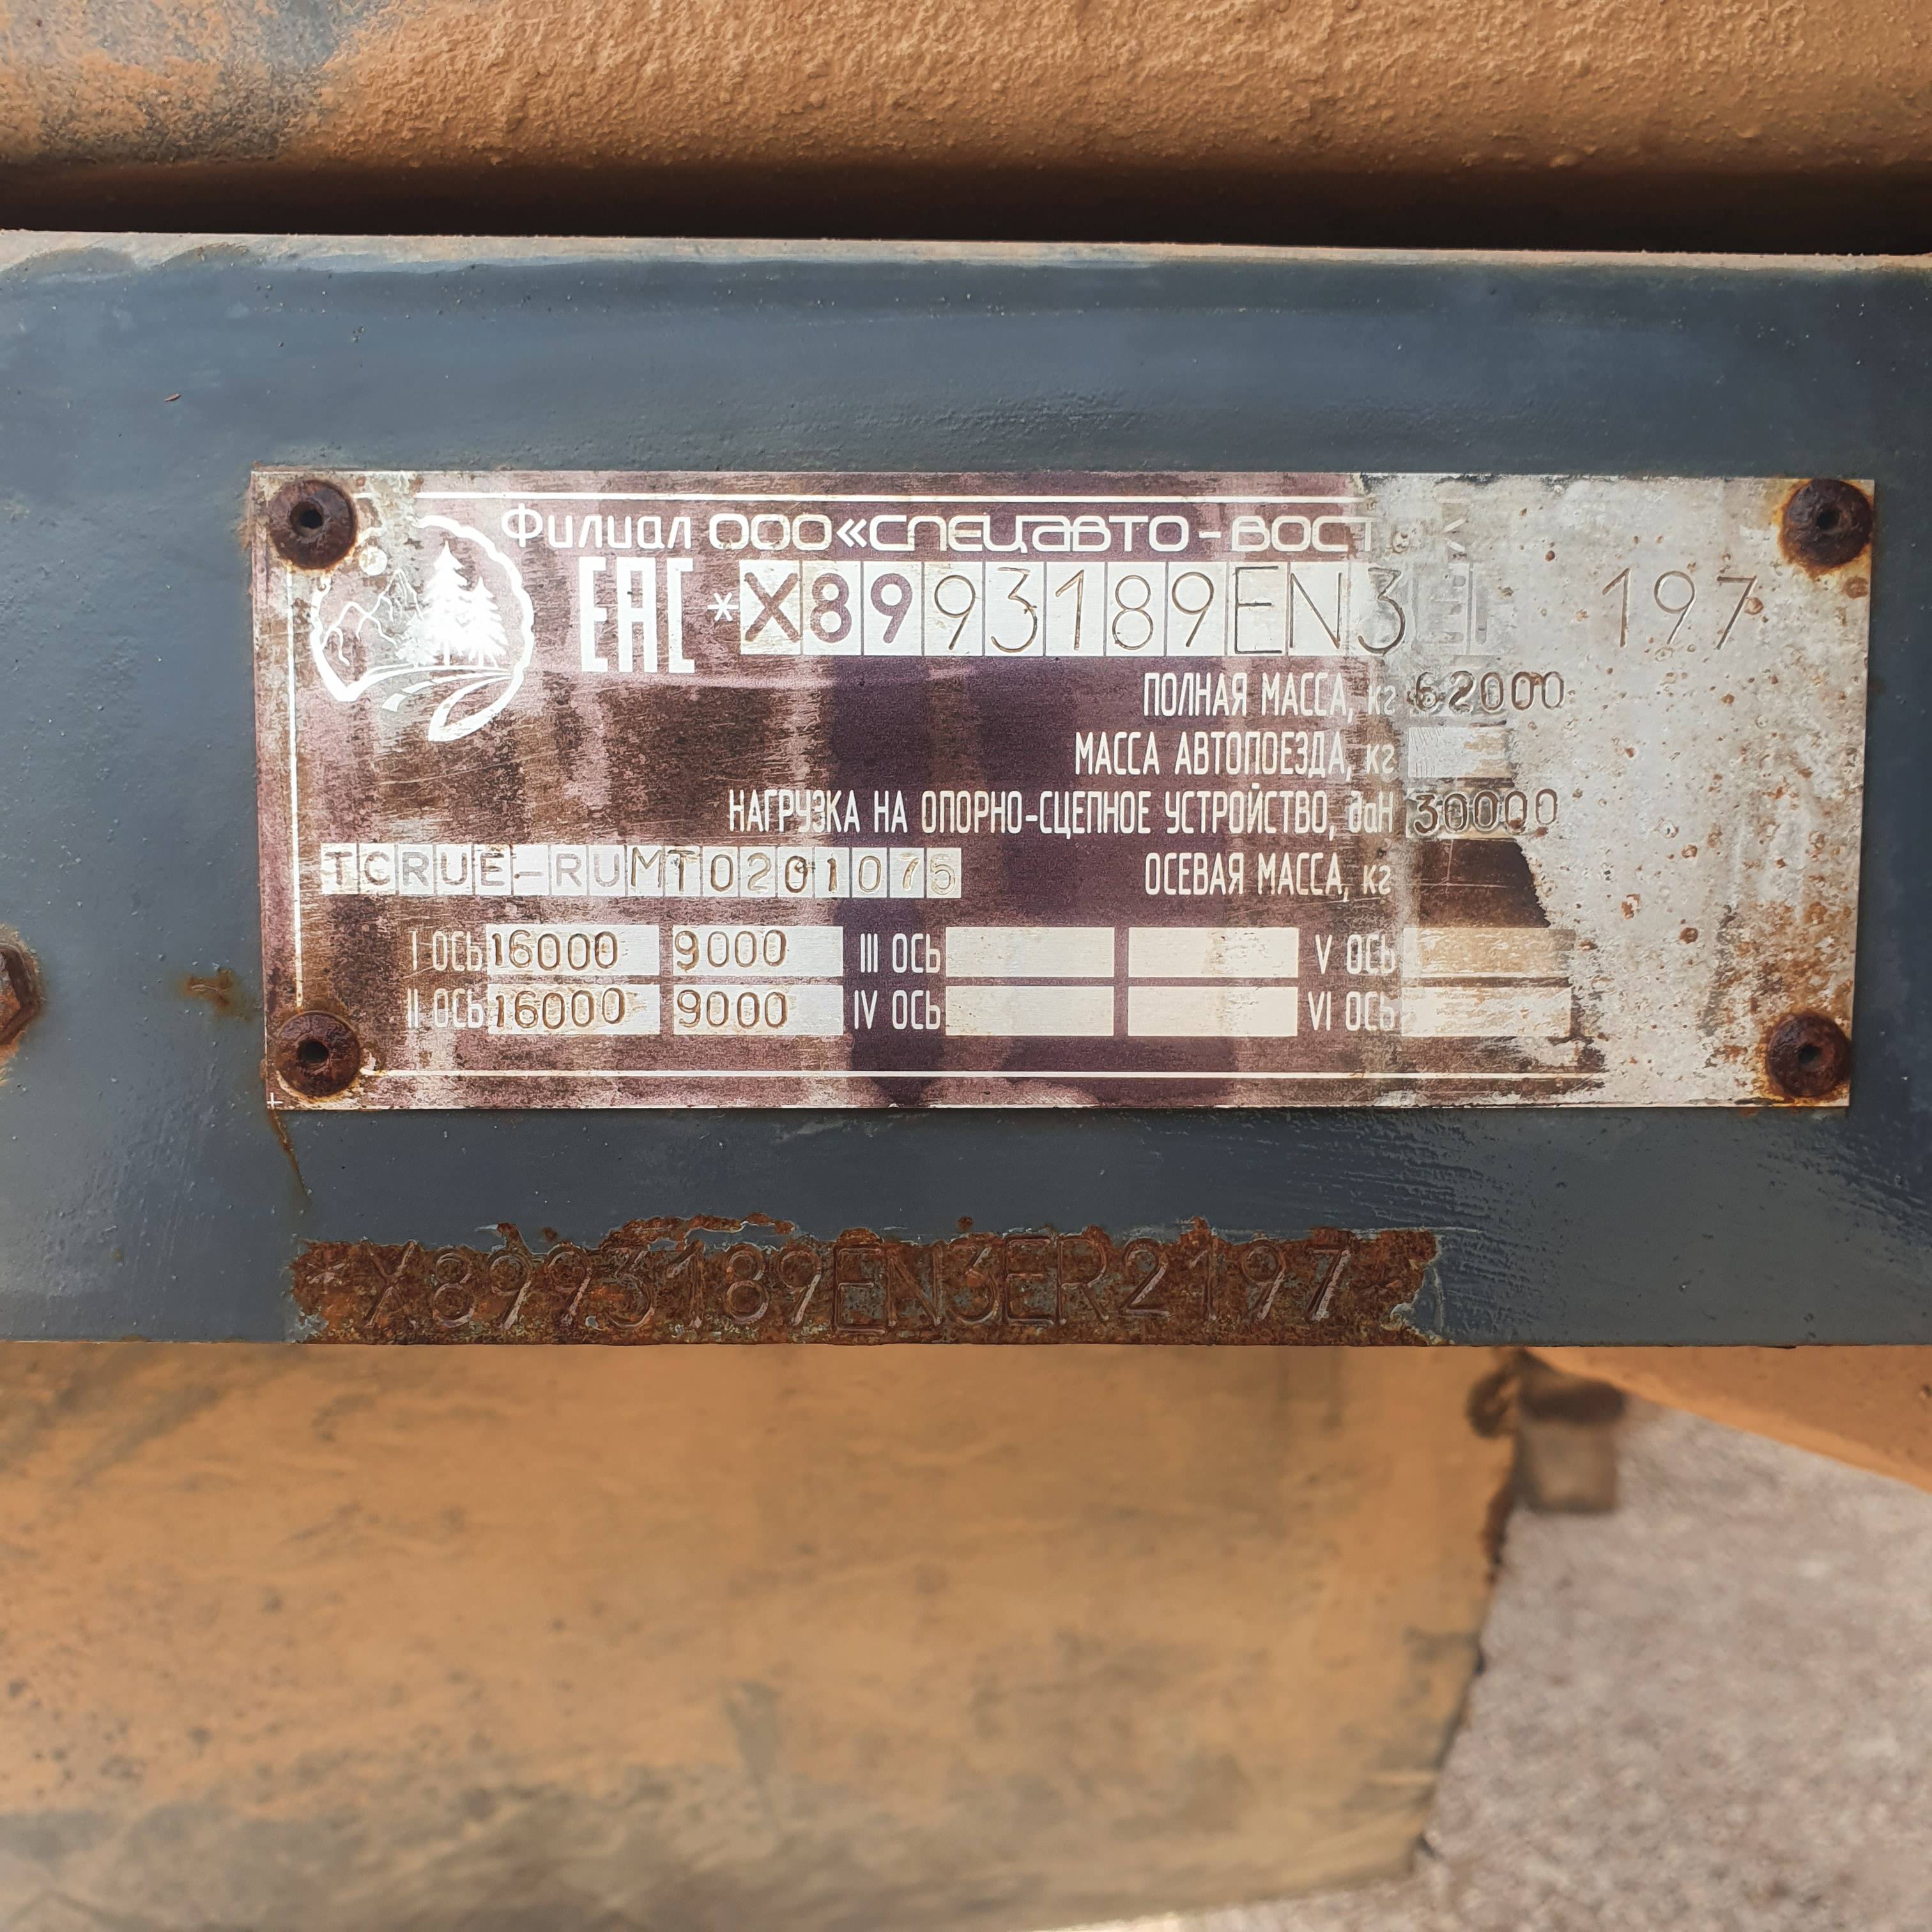 Филиал ООО «СПЕЦАВТО-ВОСТ
ЕАС *X8993189EN3E 197
ПОЛНАЯ МАССА, кг 62000
МАССА АВТОПОЕЗДА, кг
НАГРУЗКА НА ОПОРНО-СЦЕПНОЕ УСТРОЙСТВО, даН 30000
TCRUE-RUMT0201075 ОСЕВАЯ МАССА, кг
I ОСЬ 16000 9000 III ОСЬ V ОСЬ
II ОСЬ 16000 9000 IV ОСЬ VI ОСЬ
*X8993189EN3ER2197